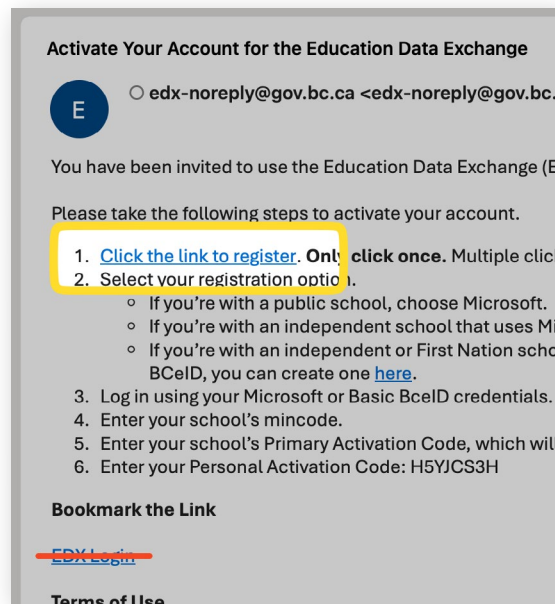 Activate Your Account for the Education Data Exchange
E
edx-noreply@gov.bc.ca <edx-noreply@gov.bc.
You have been invited to use the Education Data Exchange (E
Please take the following steps to activate your account.
1. Click the link to register. Only click once. Multiple clic
2. Select your registration option.
If you're with a public school, choose Microsoft.
If you're with an independent school that uses Mi
If you're with an independent or First Nation scho
BCeID, you can create one here.
3. Log in using your Microsoft or Basic BceID credentials.
4. Enter your school's mincode.
5. Enter your school's Primary Activation Code, which wil
6. Enter your Personal Activation Code: H5YJCS3H
Bookmark the Link
EDX Login
Terms of Use